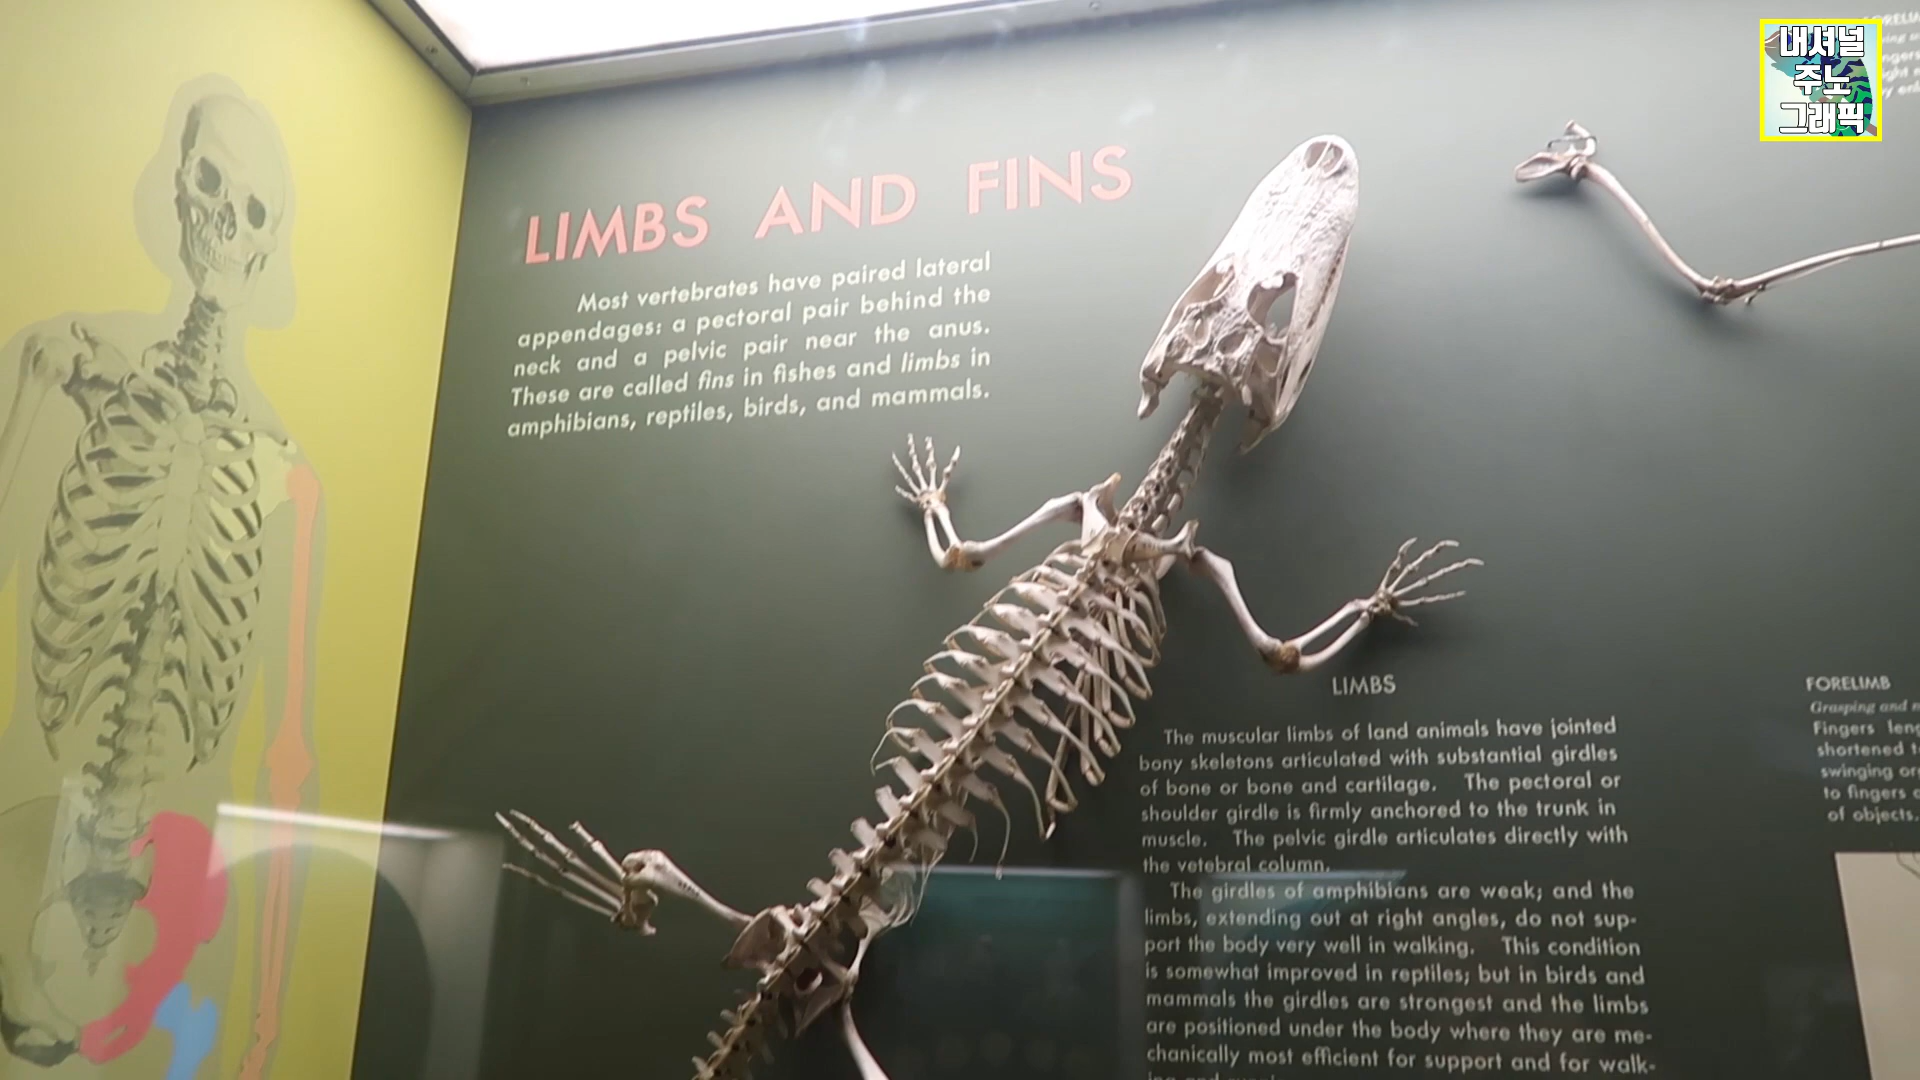 LIMBS AND FINS
Most vertebrates have paired lateral
appendages: a pectoral pair behind the
neck and a pelvic pair near the anus.
These are called fins in fishes and limbs in
amphibians, reptiles, birds, and mammals.
LIMBS
The muscular limbs of land animals have jointed
bony skeletons articulated with substantial girdles
of bone or bone and cartilage. The pectoral or
shoulder girdle is firmly anchored to the trunk in
muscle. The pelvic girdle articulates directly with
the vetebral column.
The girdles of amphibians are weak; and the
limbs, extending out at right angles, do not sup-
port the body very well in walking. This condition
is somewhat improved in reptiles; but in birds and
mammals the girdles are strongest and the limbs
are positioned under the body where they are me-
chanically most efficient for support and for walk-
FORELIMB
Grasping and
Fingers
shortened
swinging
to fingers
of objects.
내셔널
주노
그래픽